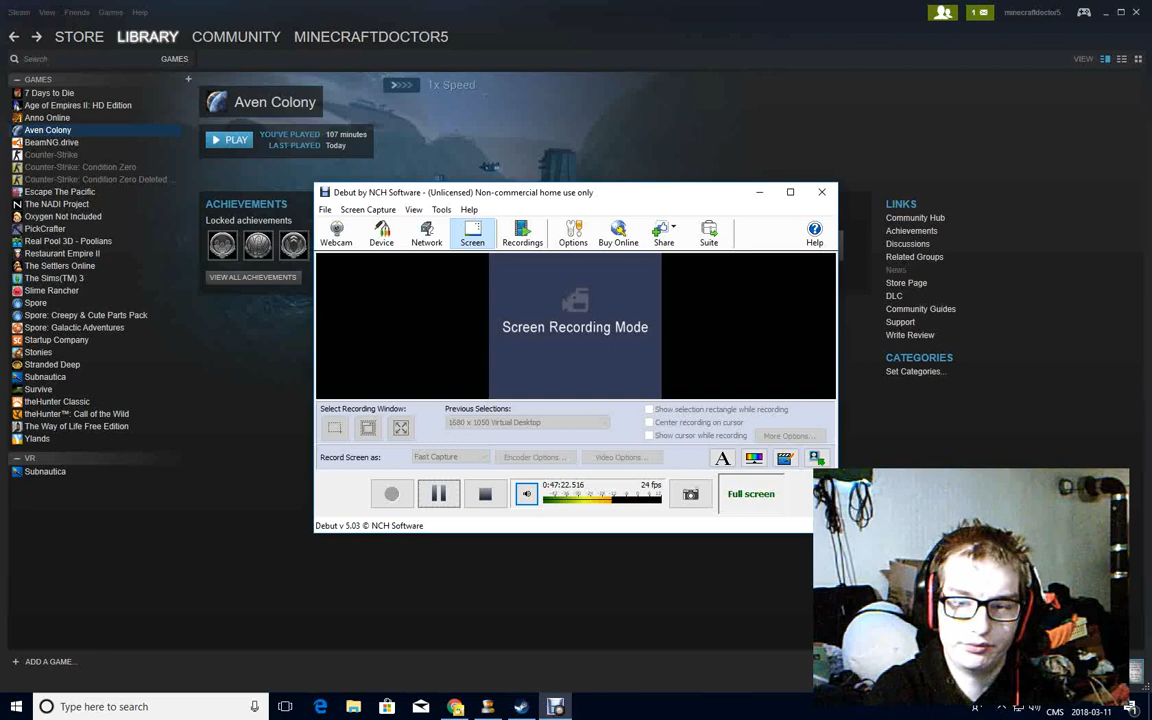 Steam View Friends Games Help
1 minecraftdoctor5
STORE LIBRARY COMMUNITY MINECRAFTDOCTOR5
Search GAMES
VIEW
GAMES
7 Days to Die
Age of Empires II: HD Edition
Anno Online
Aven Colony
BeamNG.drive
Counter-Strike
Counter-Strike: Condition Zero
Counter-Strike: Condition Zero Deleted ...
Escape The Pacific
The NADI Project
Oxygen Not Included
PickCrafter
Real Pool 3D - Poolians
Restaurant Empire II
The Settlers Online
The Sims(TM) 3
Slime Rancher
Spore
Spore: Creepy & Cute Parts Pack
Spore: Galactic Adventures
Startup Company
Stonies
Stranded Deep
Subnautica
Survive
theHunter Classic
theHunter™: Call of the Wild
The Way of Life Free Edition
Ylands
VR
Subnautica
ADD A GAME...
1x Speed
Aven Colony
PLAY
YOU'VE PLAYED 107 minutes
LAST PLAYED Today
ACHIEVEMENTS
Locked achievements
VIEW ALL ACHIEVEMENTS
LINKS
Community Hub
Achievements
Discussions
Related Groups
News
Store Page
DLC
Community Guides
Support
Write Review
CATEGORIES
Set Categories...
Debut by NCH Software - (Unlicensed) Non-commercial home use only
File Screen Capture View Tools Help
Webcam Device Network Screen Recordings Options Buy Online Share Suite Help
Screen Recording Mode
Select Recording Window:
Previous Selections:
1680 x 1050 Virtual Desktop
Show selection rectangle while recording
Center recording on cursor
Show cursor while recording
More Options...
Record Screen as: Fast Capture Encoder Options... Video Options...
A
0:47:22.516 24 fps
Full screen
Debut v 5.03 © NCH Software
Type here to search
CMS 2018-03-11